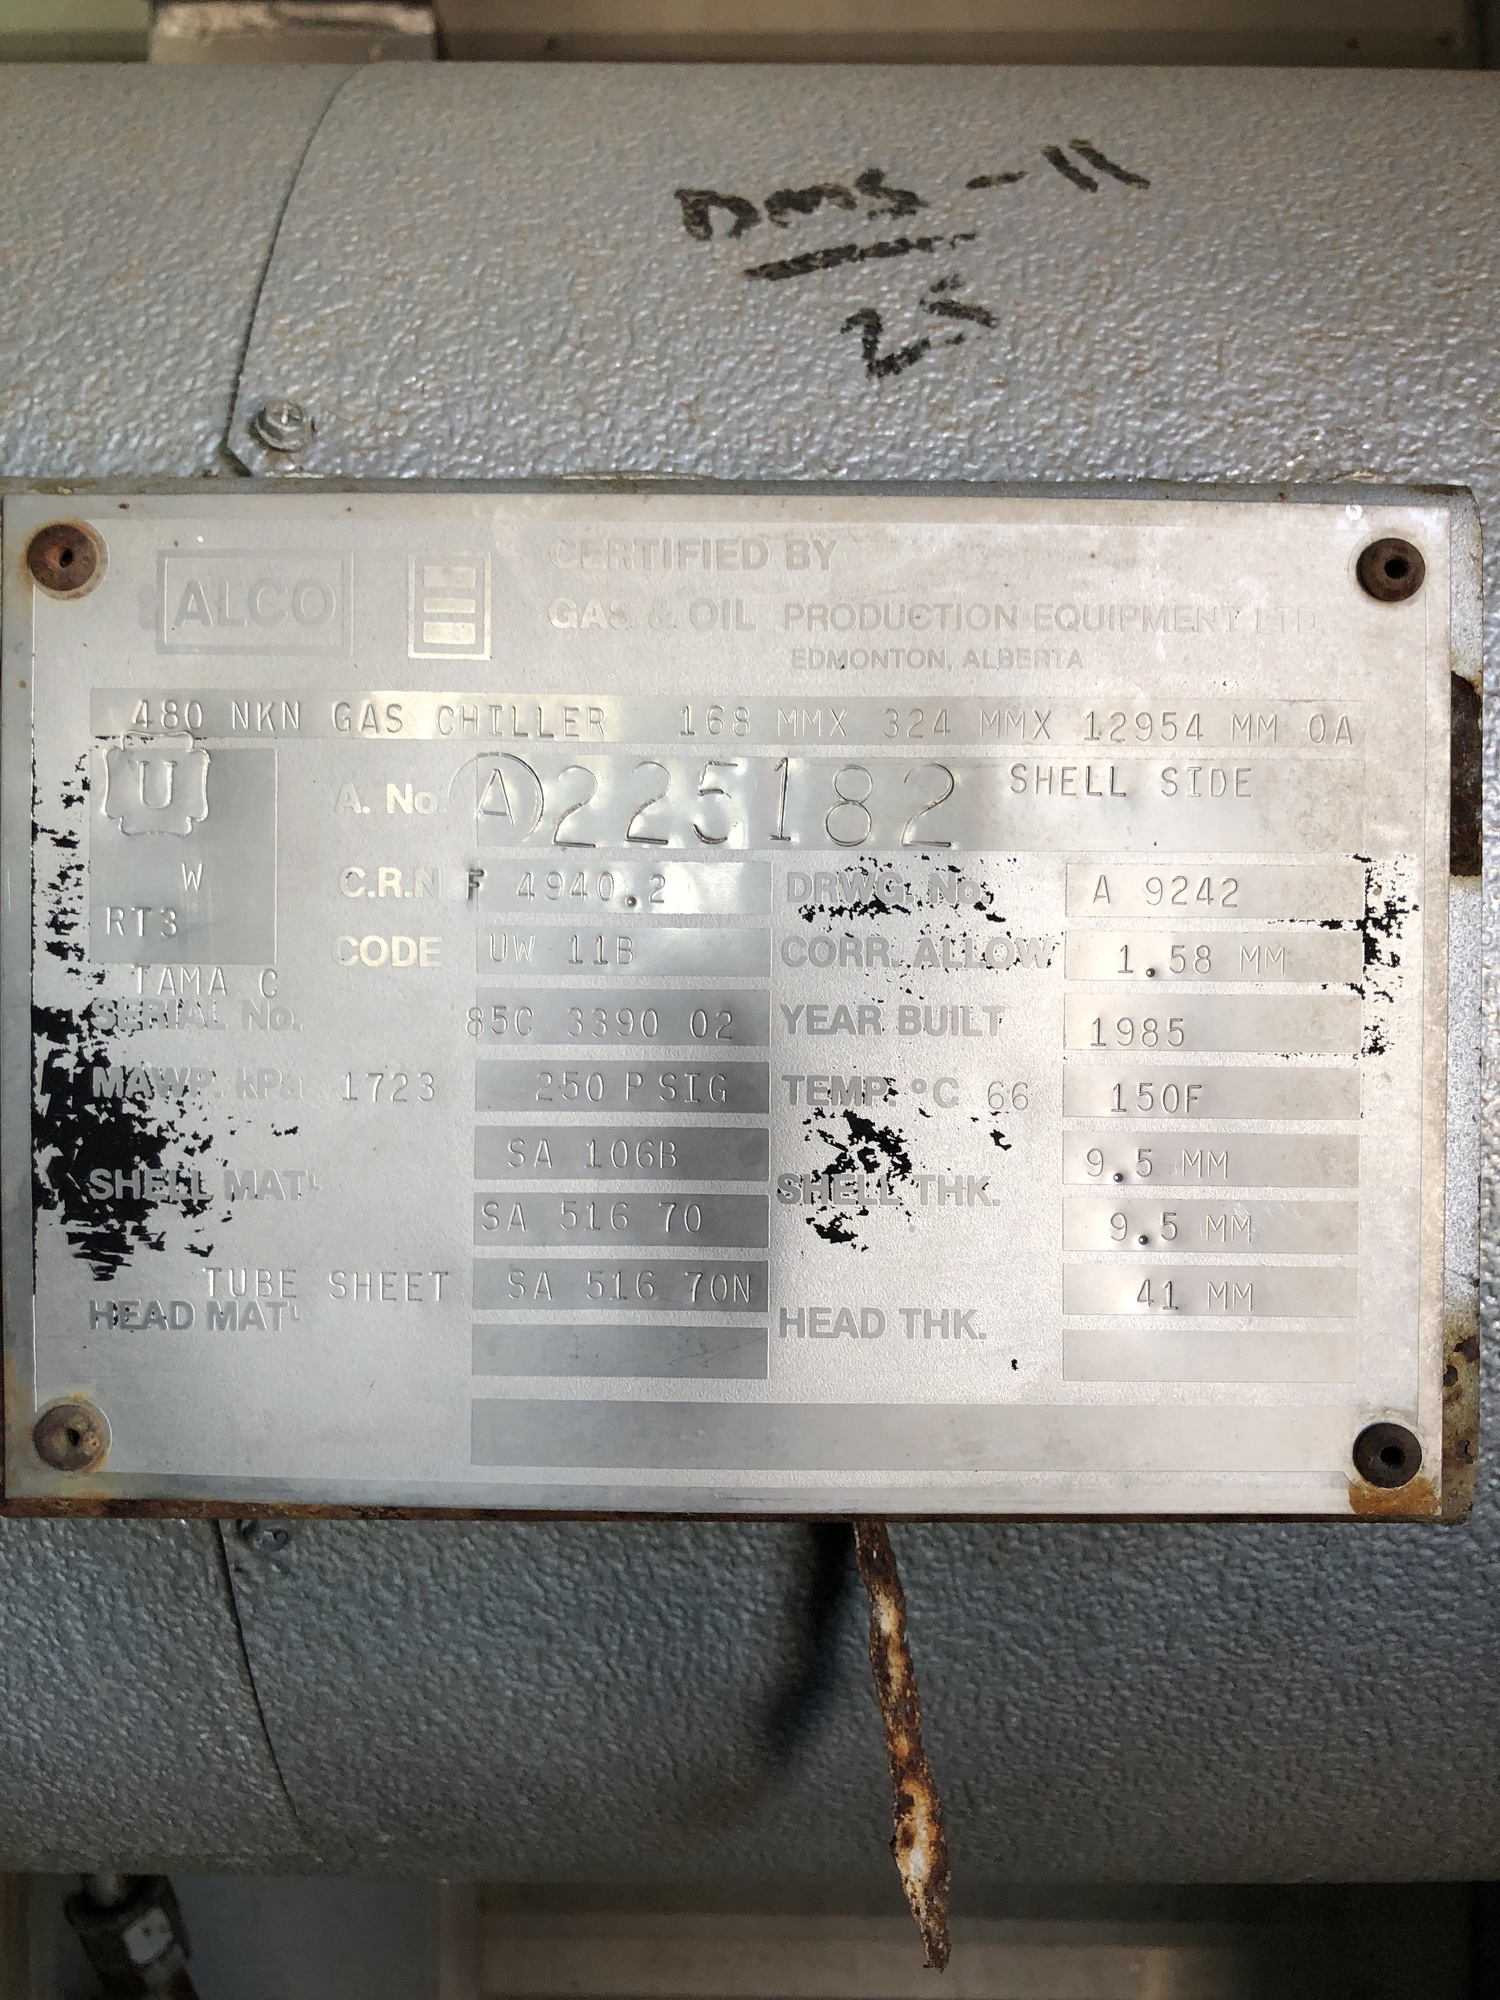 DMS - 11
25
ALCO
CERTIFIED BY
GAS & OIL PRODUCTION EQUIPMENT LTD.
EDMONTON, ALBERTA
480 NKN GAS CHILLER 168 MMX 324 MMX 12954 MM OA
U
A. No. A 225182 SHELL SIDE
W
C.R.N F 4940.2 DRWG. No. A 9242
RT3
CODE UW 11B CORR. ALLOW 1.58 MM
TAMA C
SERIAL No. 85C 3390 02 YEAR BUILT 1985
MAWP. kPa 1723 250 PSIG TEMP. °C 66 150F
SA 106B 9.5 MM
SHELL MAT'L SHELL THK.
SA 516 70 9.5 MM
TUBE SHEET SA 516 70N 41 MM
HEAD MAT'L HEAD THK.